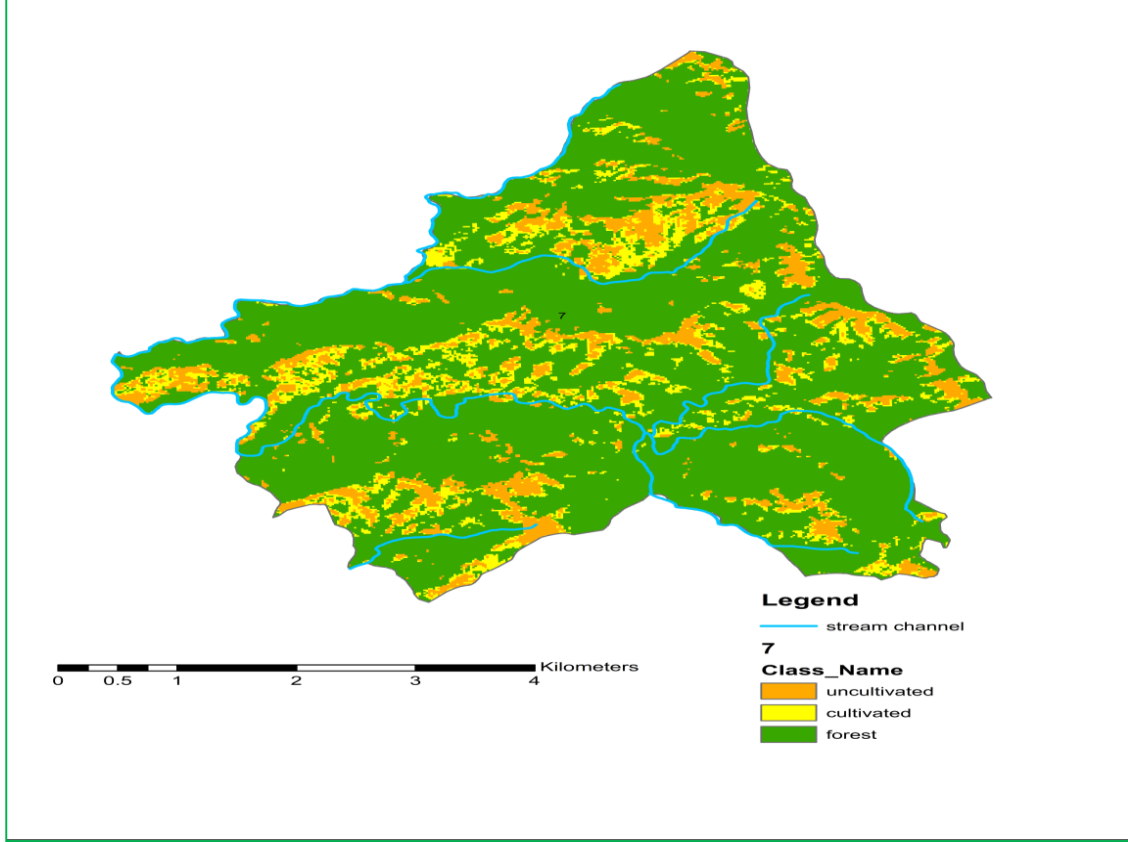 7
Legend
stream channel
7
Class_Name
uncultivated
cultivated
forest
Kilometers
0 0.5 1 2 3 4